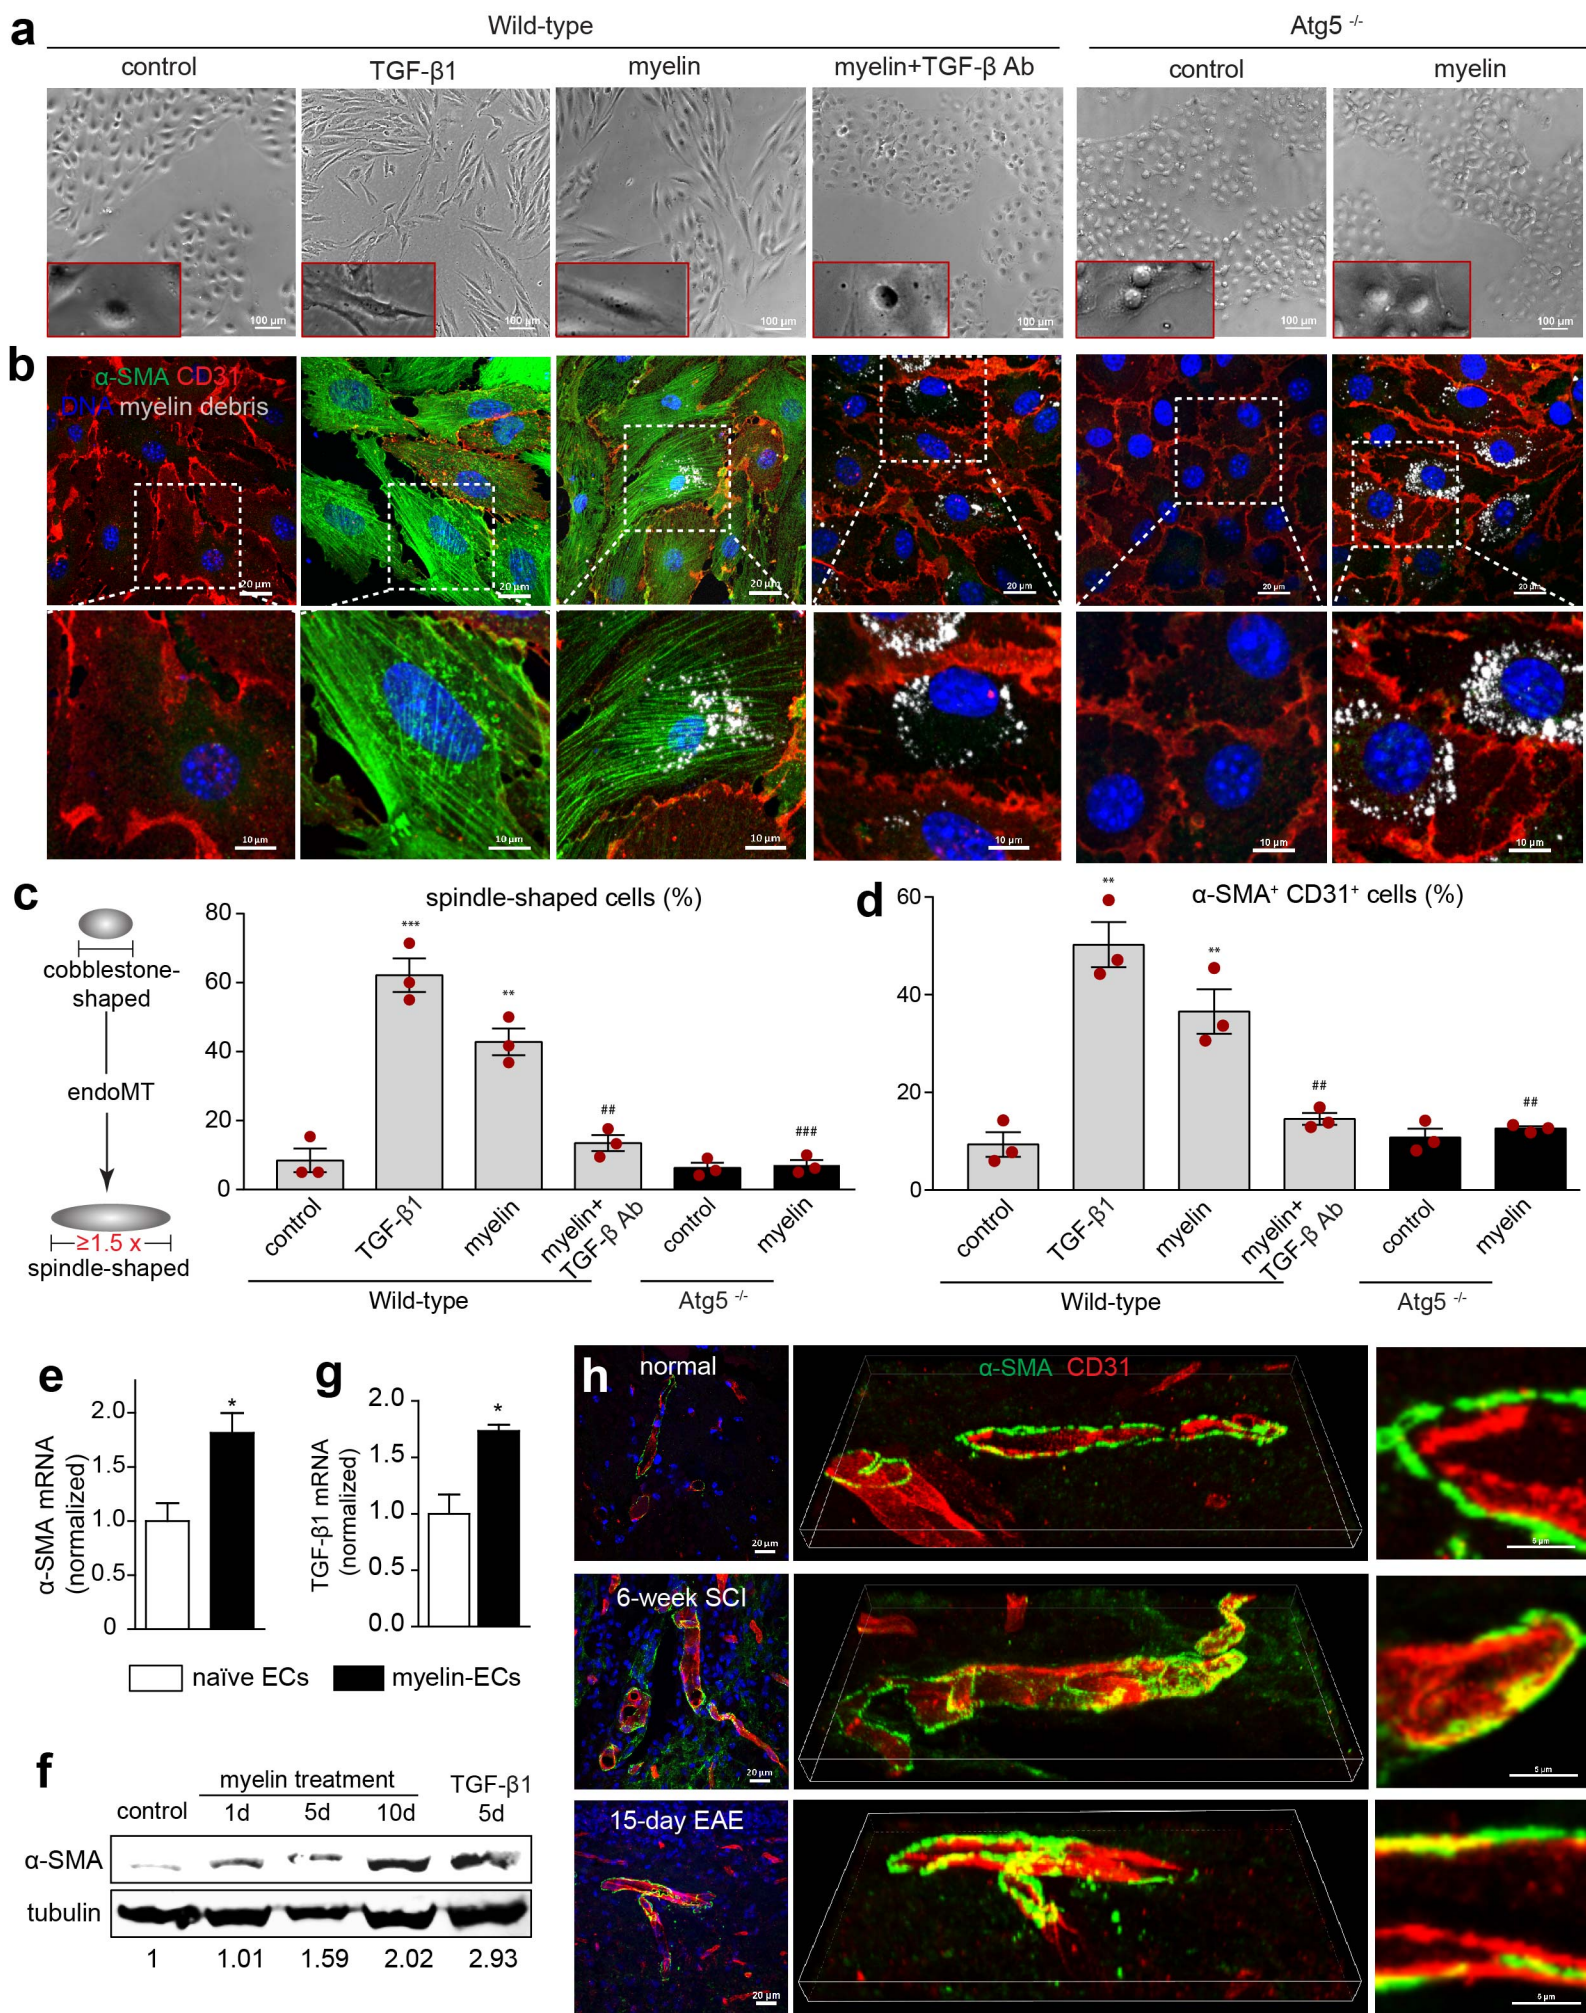 a
Wild-type
Atg5 -/-
control
TGF-β1
myelin
myelin+TGF-β Ab
control
myelin
100 µm
100 µm
100 µm
100 µm
100 µm
100 µm
b
α-SMA CD31
DNA myelin debris
20 µm
20 µm
20 µm
20 µm
20 µm
20 µm
10 µm
10 µm
10 µm
10 µm
10 µm
10 µm
c
cobblestone-
shaped
endoMT
≥1.5 x
spindle-shaped
spindle-shaped cells (%)
80
60
40
20
0
***
**
##
###
control
TGF-β1
myelin
myelin+
TGF-β Ab
control
myelin
Wild-type
Atg5 -/-
d
α-SMA+ CD31+ cells (%)
60
40
20
0
**
**
##
##
control
TGF-β1
myelin
myelin+
TGF-β Ab
control
myelin
Wild-type
Atg5 -/-
e
α-SMA mRNA
(normalized)
2.0
1.5
1.0
0.5
0
*
g
TGF-β1 mRNA
(normalized)
2.0
1.5
1.0
0.5
0.0
*
naïve ECs
myelin-ECs
f
myelin treatment
TGF-β1
control
1d
5d
10d
5d
α-SMA
tubulin
1
1.01
1.59
2.02
2.93
h
normal
α-SMA CD31
20 µm
5 µm
6-week SCI
20 µm
5 µm
15-day EAE
20 µm
5 µm